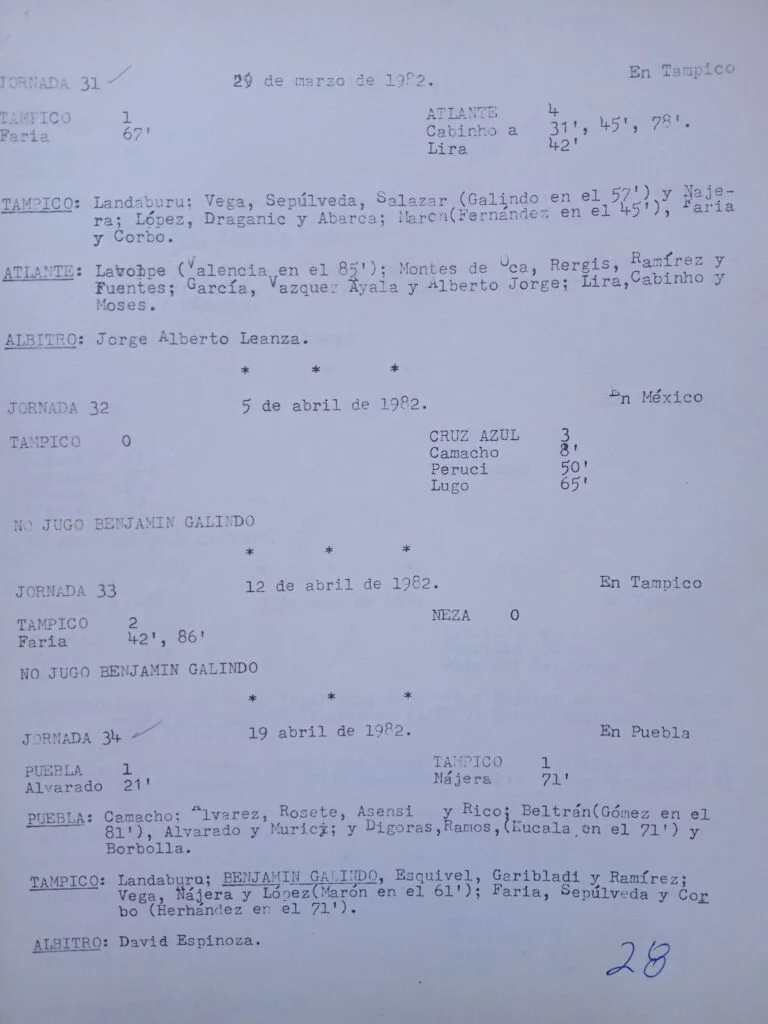 JORNADA 31 29 de marzo de 1982. En Tampico
TAMPICO 1 ATLANTE 4
Faria 67' Cabinho a 31', 45', 78'.
Lira 42'
TAMPICO: Landaburu; Vega, Sepúlveda, Salazar (Galindo en el 57') y Naje-
ra; López, Draganic y Abarca; Maron(Fernández en el 45'), Faria
y Corbo.
ATLANTE: Lavolpe (Valencia en el 85'); Montes de Oca, Rergis, Ramírez y
Fuentes; García, Vazquez Ayala y Alberto Jorge; Lira,Cabinho y
Moses.
ALBITRO: Jorge Alberto Leanza.
* * *
JORNADA 32 5 de abril de 1982. En México
TAMPICO 0 CRUZ AZUL 3
Camacho 8'
Peruci 50'
Lugo 65'
NO JUGO BENJAMIN GALINDO
* * *
JORNADA 33 12 de abril de 1982. En Tampico
TAMPICO 2 NEZA 0
Faria 42', 86'
NO JUGO BENJAMIN GALINDO
* * *
JORNADA 34 19 abril de 1982. En Puebla
PUEBLA 1 TAMPICO 1
Alvarado 21' Nájera 71'
PUEBLA: Camacho; Alvarez, Rosete, Asensi y Rico; Beltrán(Gómez en el
81'), Alvarado y Murici; y Digoras,Ramos,(Lucala en el 71') y
Borbolla.
TAMPICO: Landaburu; BENJAMIN GALINDO, Esquivel, Garibladi y Ramírez;
Vega, Nájera y López(Marón en el 61'); Faria, Sepúlveda y Cor
bo (Hernández en el 71').
ALBITRO: David Espinoza.
28